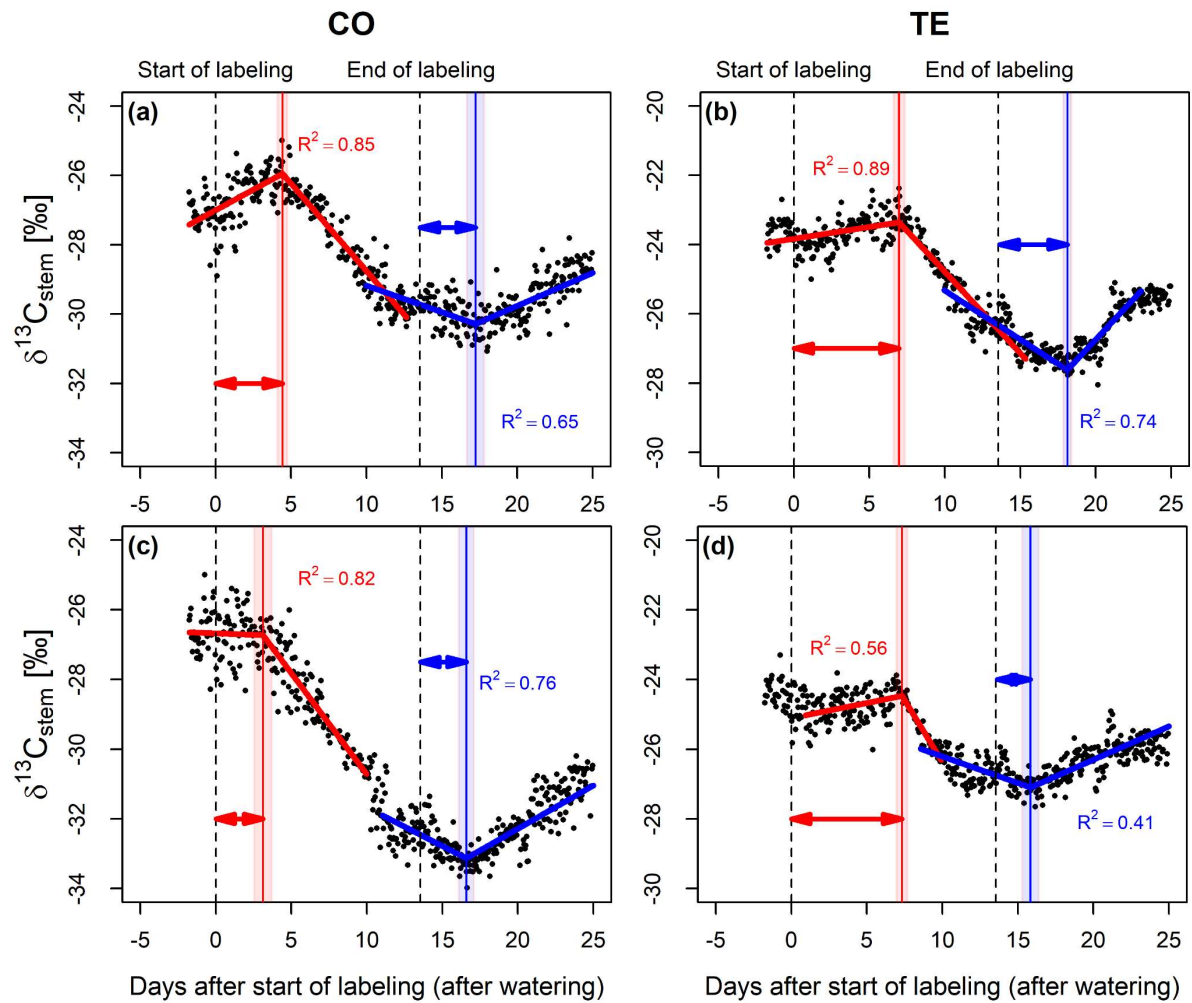 CO
TE
Start of labeling End of labeling
Start of labeling End of labeling
(a)
R² = 0.85
R² = 0.65
-24
-26
-28
-30
-32
-34
δ¹³C_stem [‰]
-5 0 5 10 15 20 25
(b)
R² = 0.89
R² = 0.74
-20
-22
-24
-26
-28
-30
-5 0 5 10 15 20 25
(c)
R² = 0.82
R² = 0.76
-24
-26
-28
-30
-32
-34
δ¹³C_stem [‰]
-5 0 5 10 15 20 25
Days after start of labeling (after watering)
(d)
R² = 0.56
R² = 0.41
-20
-22
-24
-26
-28
-30
-5 0 5 10 15 20 25
Days after start of labeling (after watering)